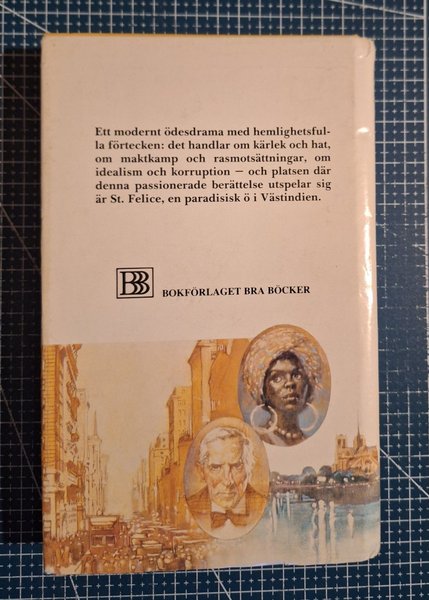 Ett modernt ödesdrama med hemlighetsful-
la förtecken: det handlar om kärlek och hat,
om maktkamp och rasmotsättningar, om
idealism och korruption — och platsen där
denna passionerade berättelse utspelar sig
är St. Felice, en paradisisk ö i Västindien.
BBB BOKFÖRLAGET BRA BÖCKER